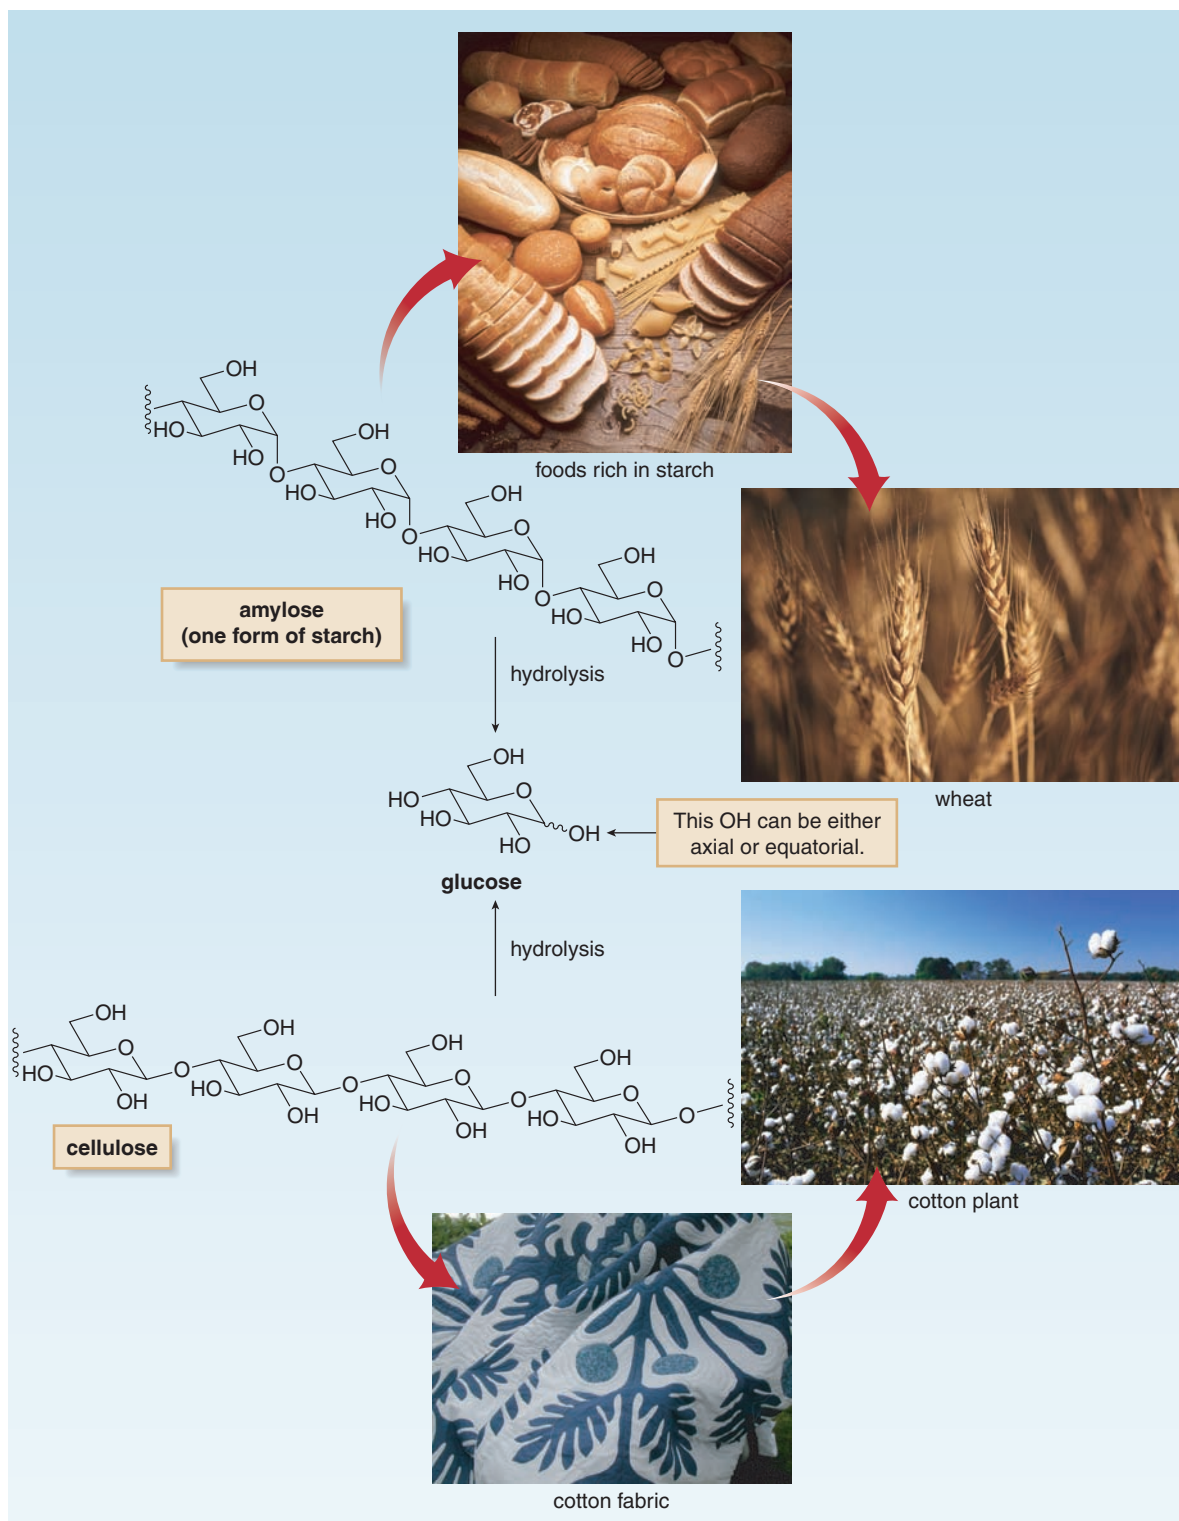 OH
O
HO
HO
O
OH
O
HO
HO
O
OH
O
HO
HO
O
OH
O
HO
HO
O
foods rich in starch
amylose
(one form of starch)
hydrolysis
wheat
OH
HO
O
HO
HO
OH
This OH can be either
axial or equatorial.
glucose
hydrolysis
OH
O
HO
OH
O
OH
O
HO
OH
O
OH
O
HO
OH
O
OH
O
HO
OH
O
cellulose
cotton plant
cotton fabric